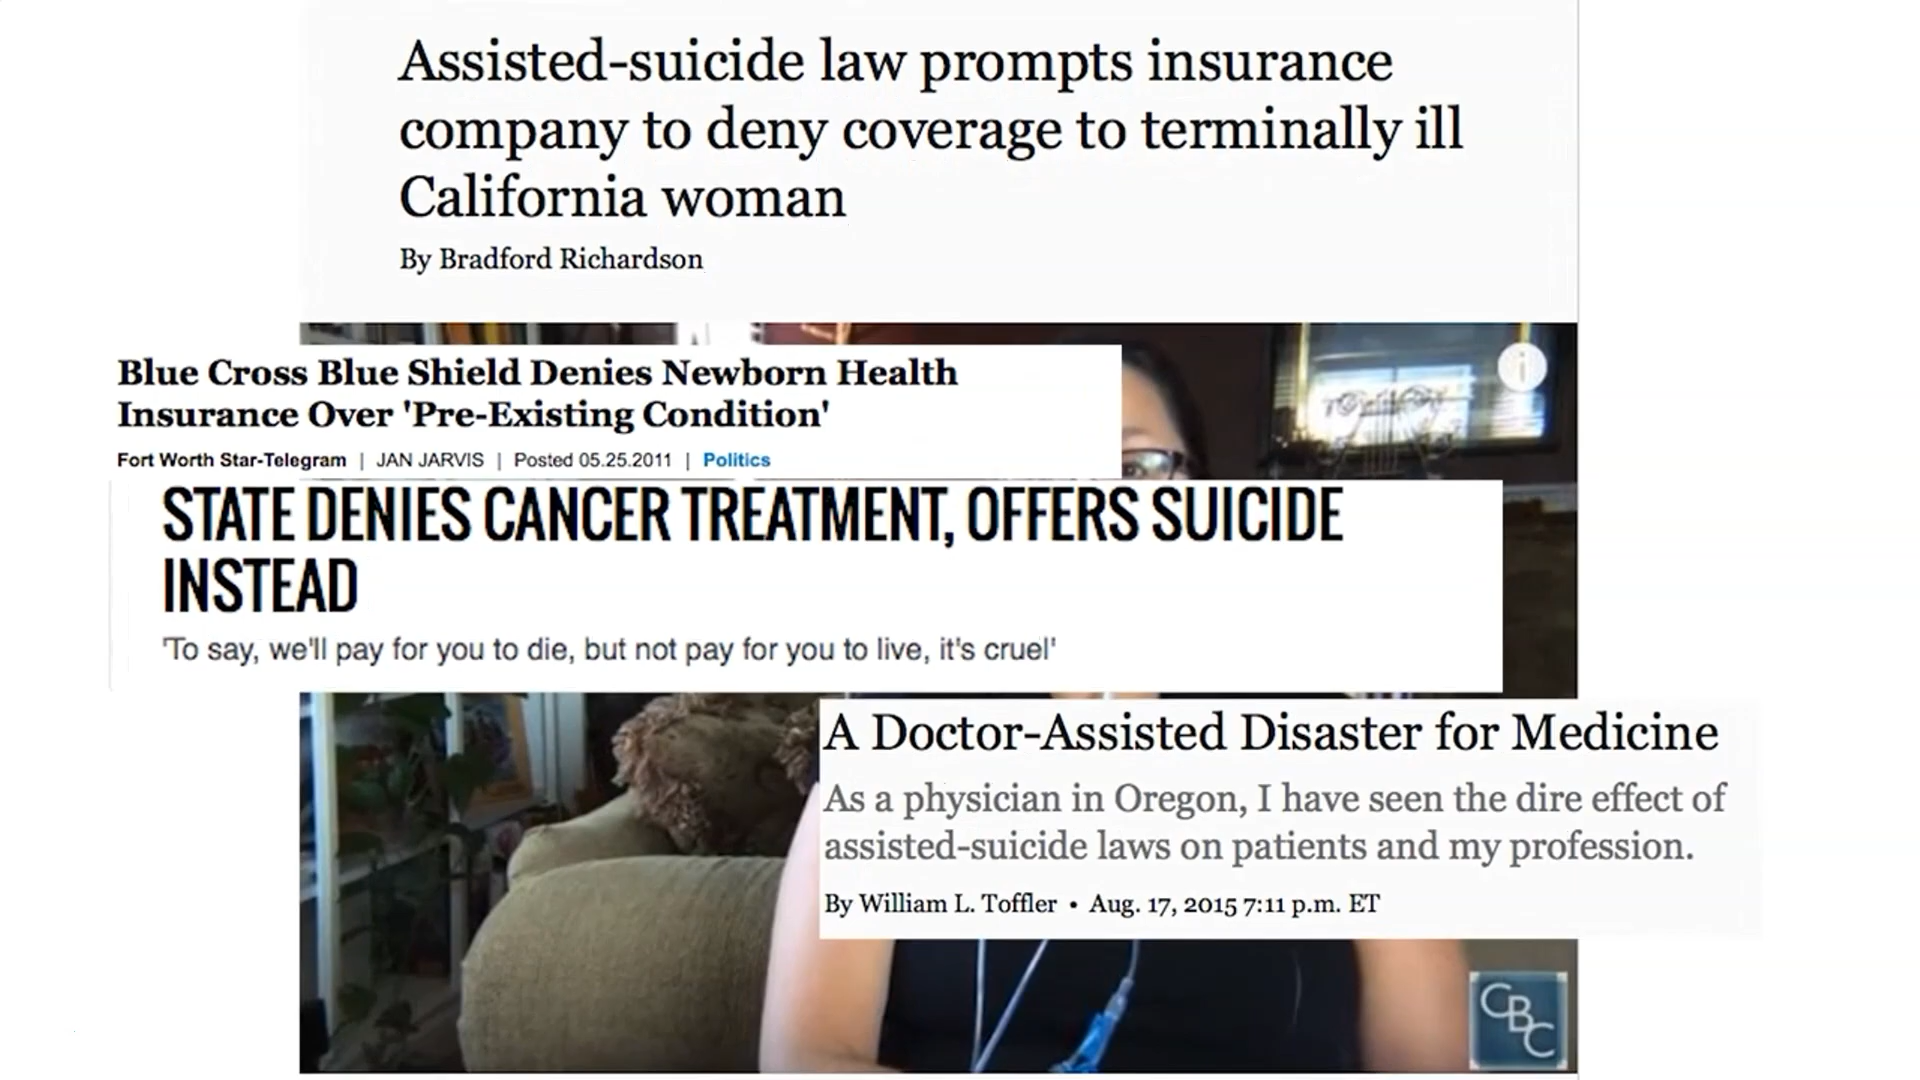 Assisted-suicide law prompts insurance
company to deny coverage to terminally ill
California woman
By Bradford Richardson
Blue Cross Blue Shield Denies Newborn Health
Insurance Over 'Pre-Existing Condition'
Fort Worth Star-Telegram | JAN JARVIS | Posted 05.25.2011 | Politics
STATE DENIES CANCER TREATMENT, OFFERS SUICIDE
INSTEAD
'To say, we'll pay for you to die, but not pay for you to live, it's cruel'
A Doctor-Assisted Disaster for Medicine
As a physician in Oregon, I have seen the dire effect of
assisted-suicide laws on patients and my profession.
By William L. Toffler • Aug. 17, 2015 7:11 p.m. ET
CBC